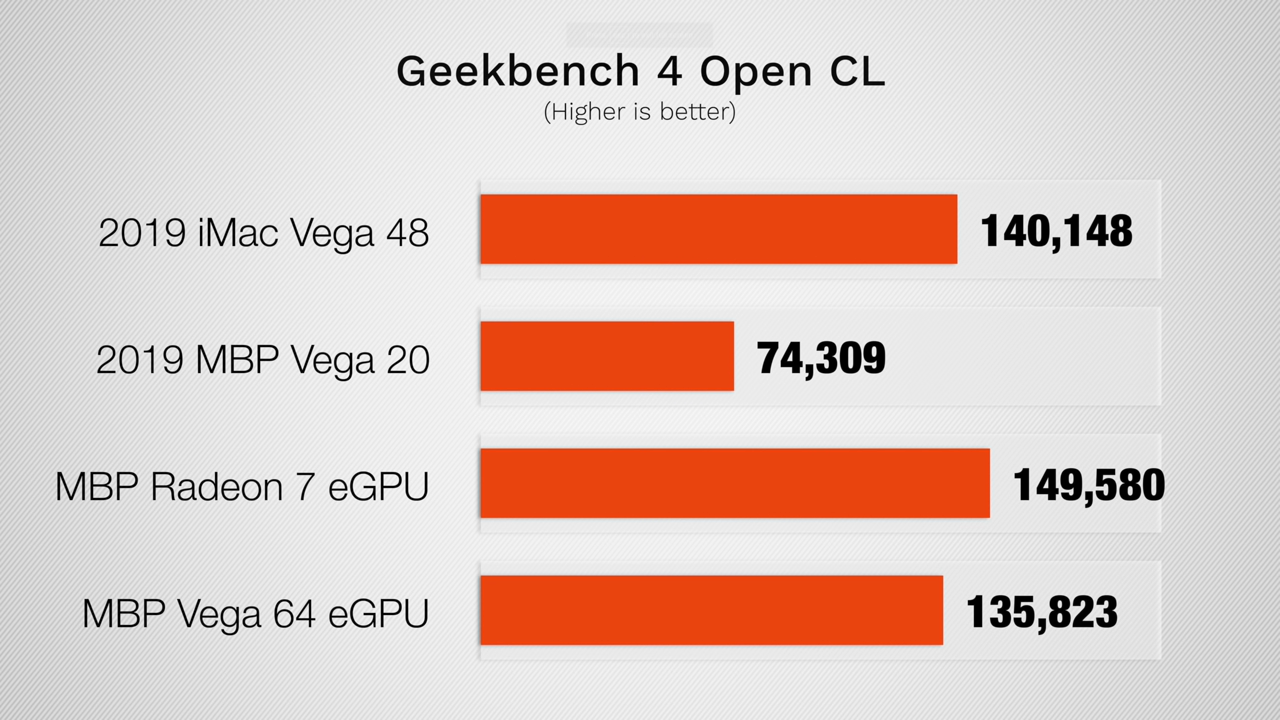 Geekbench 4 Open CL
(Higher is better)
2019 iMac Vega 48 140,148
2019 MBP Vega 20 74,309
MBP Radeon 7 eGPU 149,580
MBP Vega 64 eGPU 135,823